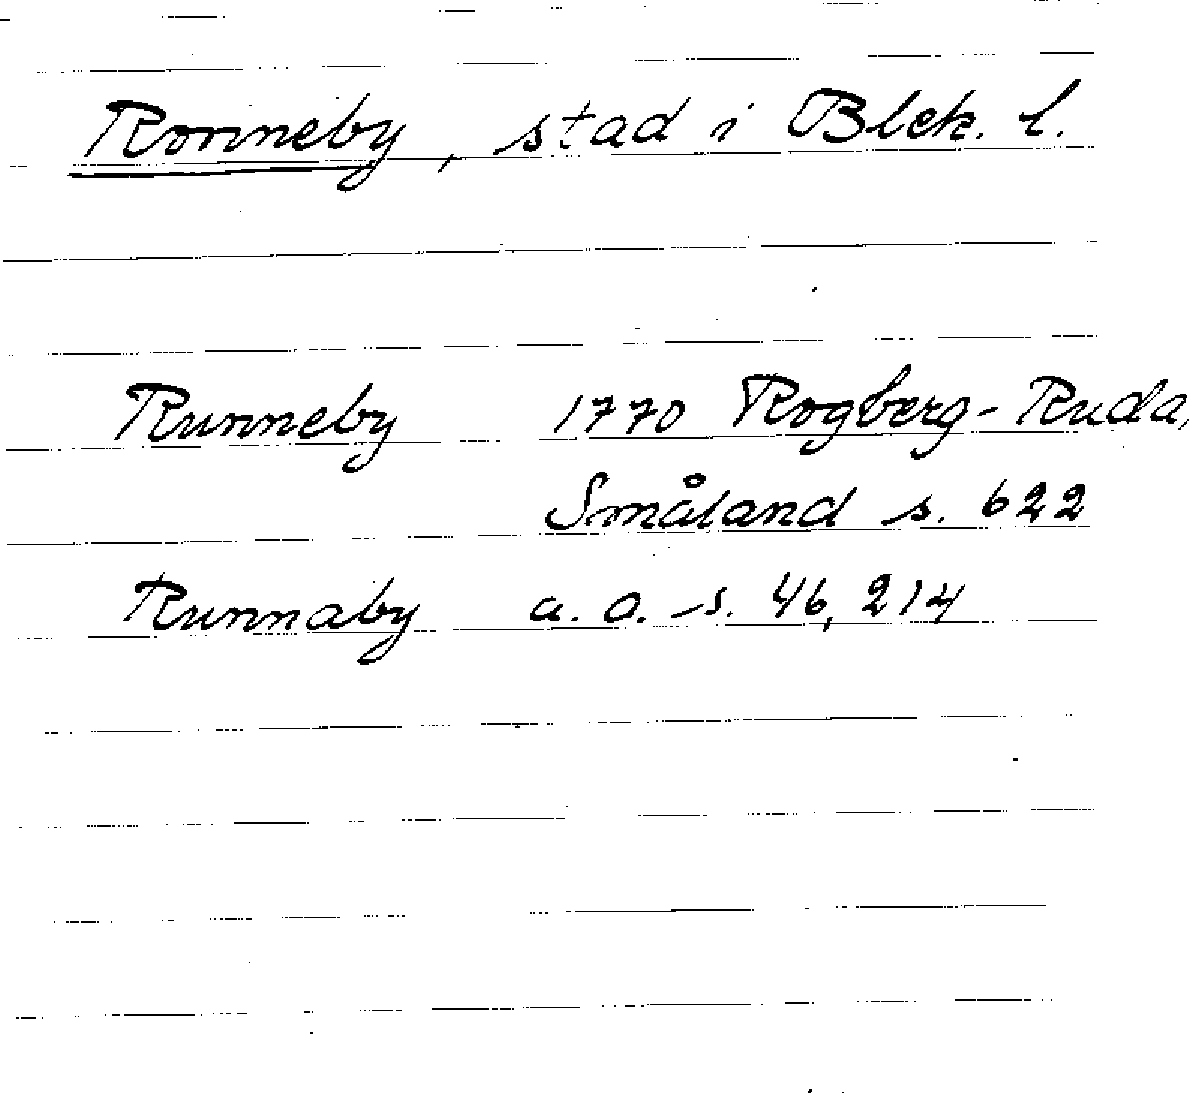 Ronneby, stad i Blek. l.
Runneby 1770 Rogberg-Ruda,
Småland s. 622
Runnaby a. a. s. 46, 214